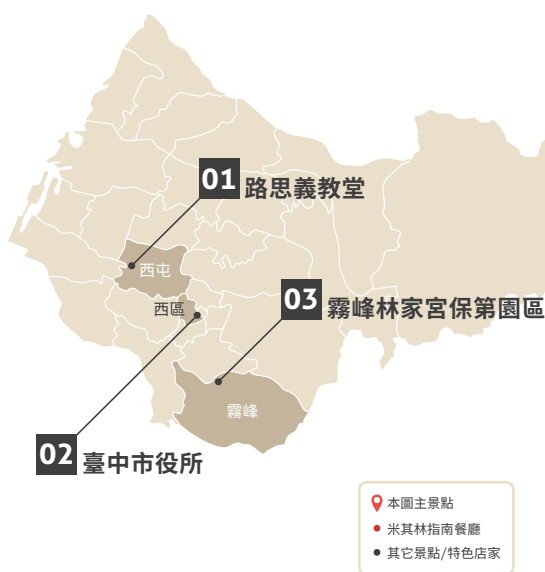 01 路思義教堂
西屯
西區
03 霧峰林家宮保第園區
霧峰
02 臺中市役所
本圖主景點
米其林指南餐廳
其它景點/特色店家